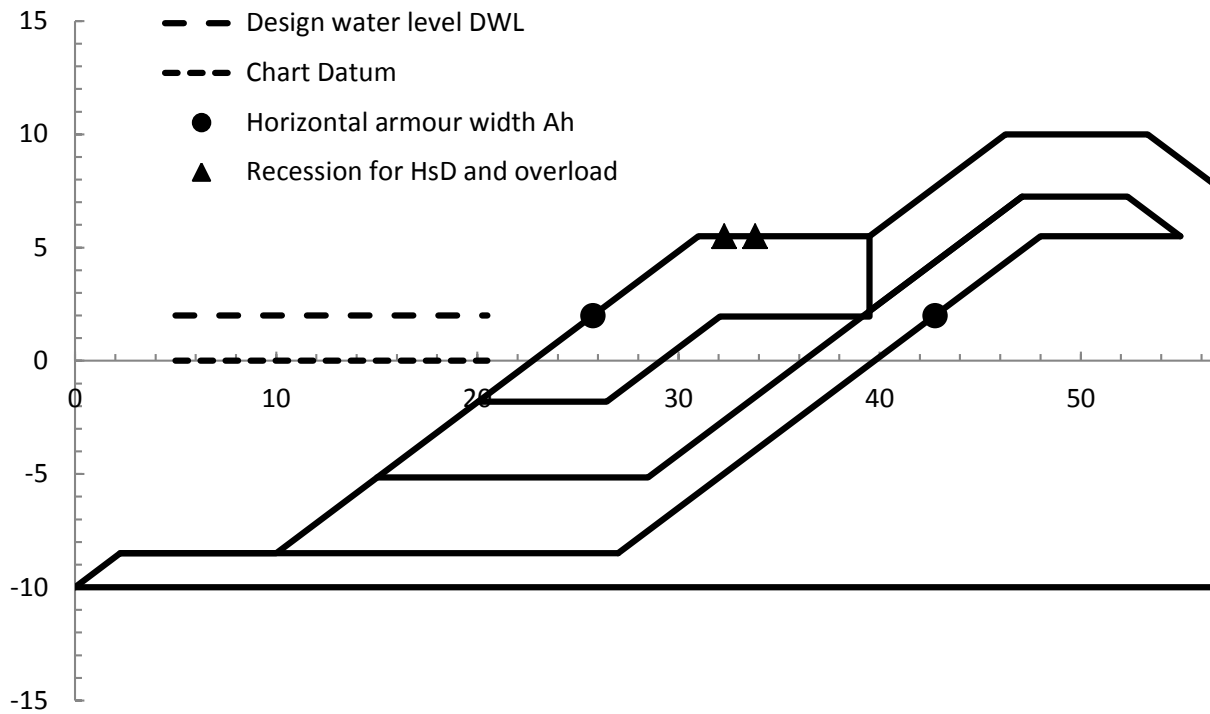 15
Design water level DWL
Chart Datum
10
Horizontal armour width Ah
Recession for HsD and overload
5
0
0 10 20 30 40 50
-5
-10
-15